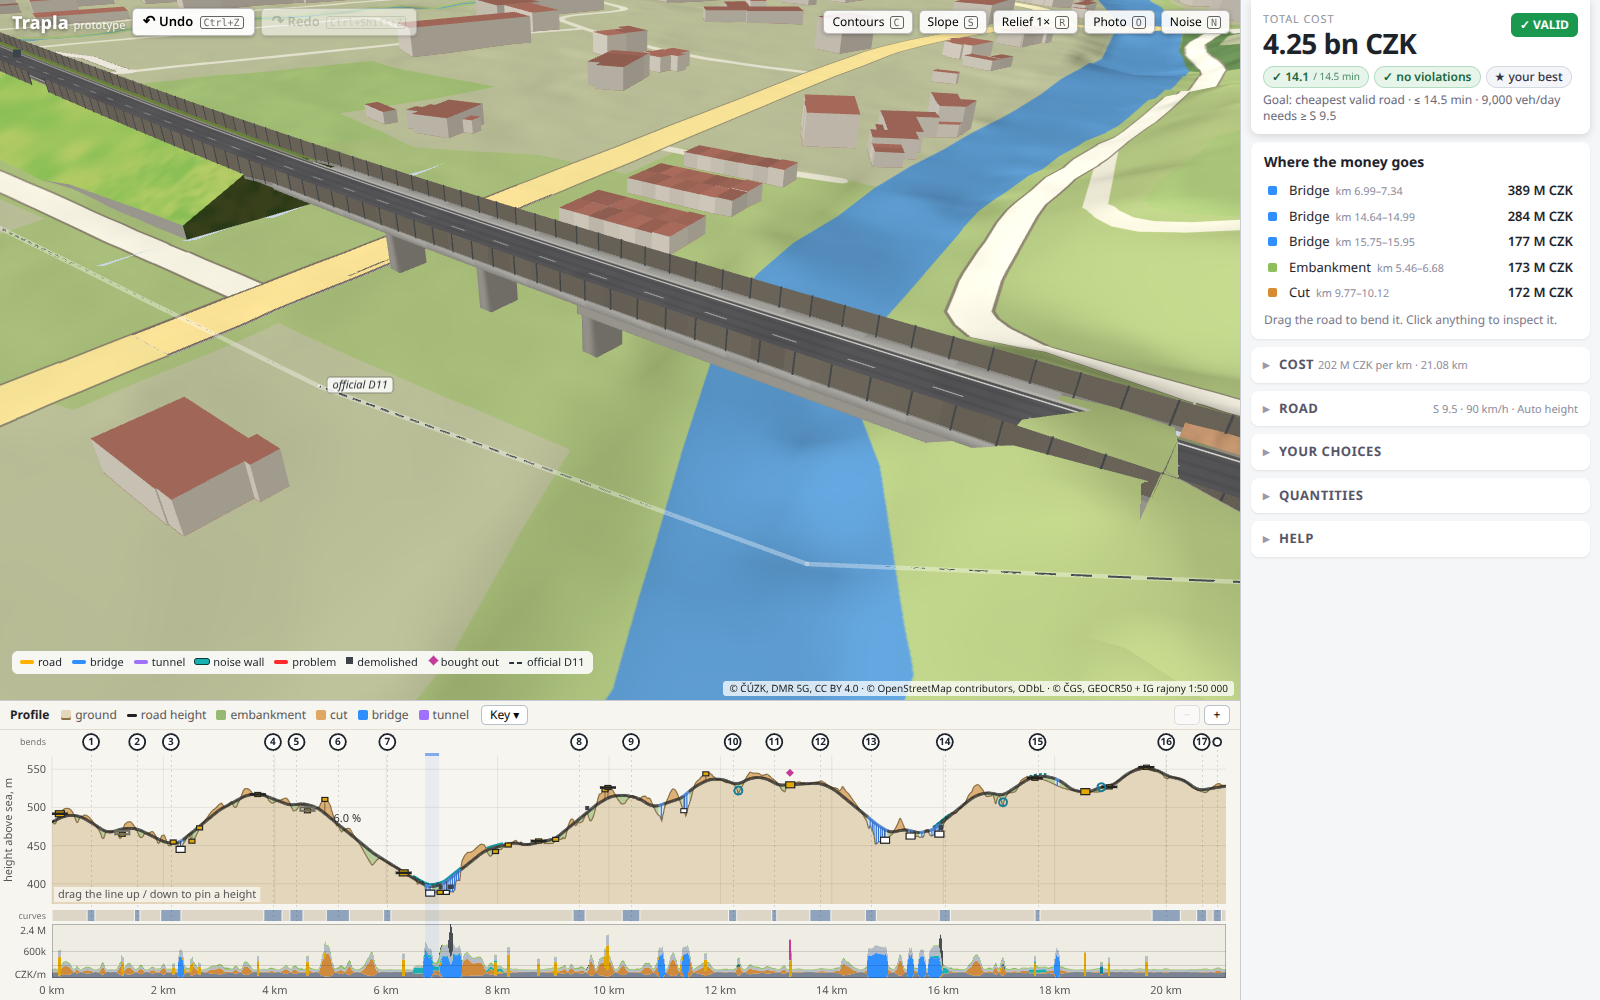 Trapla prototype
↶ Undo Ctrl+Z
↷ Redo Ctrl+Shift+Z
Contours C
Slope S
Relief 1× R
Photo O
Noise N
official D11
road bridge tunnel noise wall problem demolished bought out official D11
© ČÚZK, DMR 5G, CC BY 4.0 · © OpenStreetMap contributors, ODbL · © ČGS, GEOCR50 + IG rajony 1:50 000
TOTAL COST
4.25 bn CZK
✓ VALID
✓ 14.1 / 14.5 min
✓ no violations
★ your best
Goal: cheapest valid road · ≤ 14.5 min · 9,000 veh/day
needs ≥ S 9.5
Where the money goes
Bridge km 6.99–7.34 389 M CZK
Bridge km 14.64–14.99 284 M CZK
Bridge km 15.75–15.95 177 M CZK
Embankment km 5.46–6.68 173 M CZK
Cut km 9.77–10.12 172 M CZK
Drag the road to bend it. Click anything to inspect it.
▶ COST 202 M CZK per km · 21.08 km
▶ ROAD S 9.5 · 90 km/h · Auto height
▶ YOUR CHOICES
▶ QUANTITIES
▶ HELP
Profile ground road height embankment cut bridge tunnel Key ▾
− +
bends 1 2 3 4 5 6 7 8 9 10 11 12 13 14 15 16 17
height above sea, m
550
500
450
400
6.0 %
drag the line up / down to pin a height
curves
2.4 M
600k
CZK/m
0 km 2 km 4 km 6 km 8 km 10 km 12 km 14 km 16 km 18 km 20 km